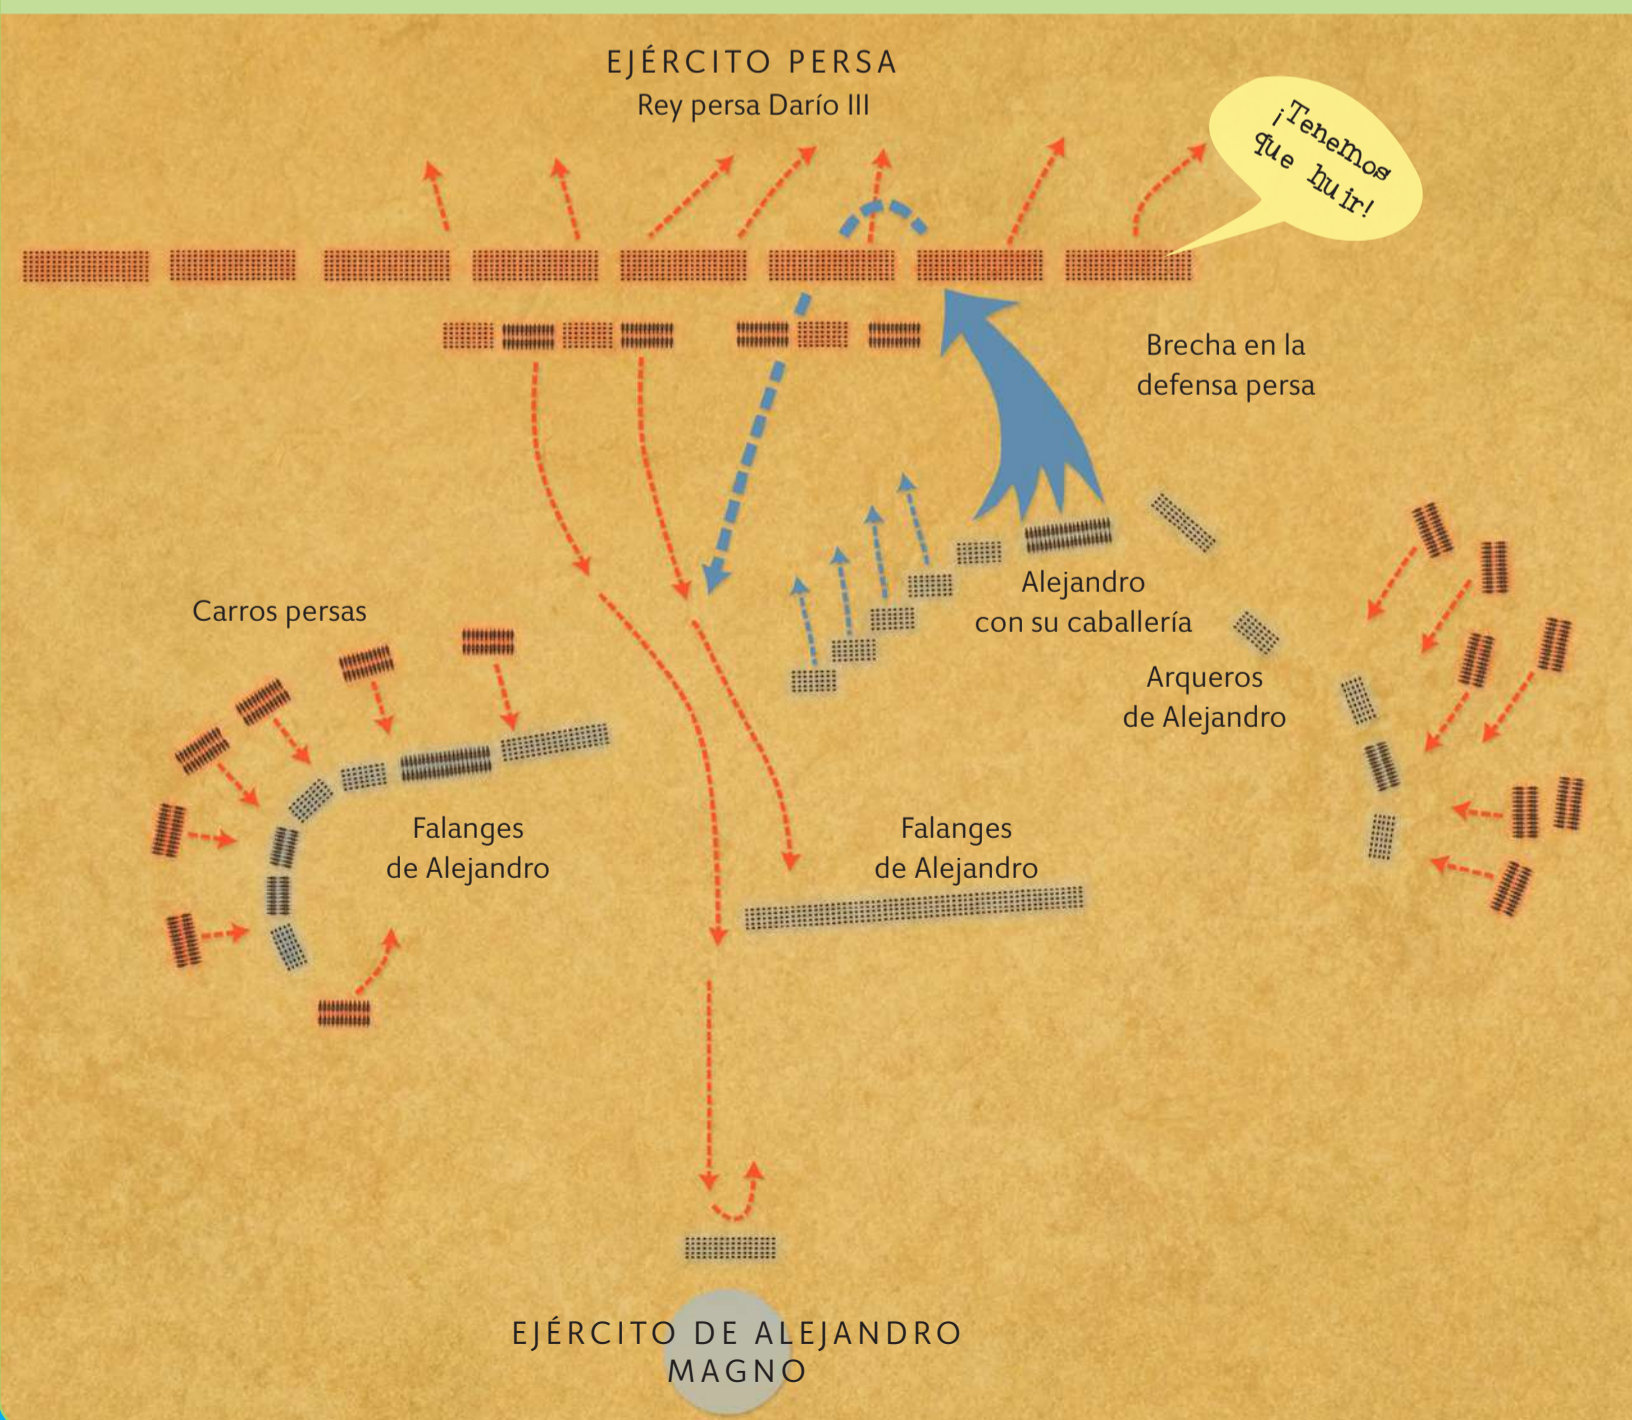 EJÉRCITO PERSA
Rey persa Darío III
¡Tenemos
que huir!
Brecha en la
defensa persa
Alejandro
con su caballería
Carros persas
Arqueros
de Alejandro
Falanges
de Alejandro
Falanges
de Alejandro
EJÉRCITO DE ALEJANDRO
MAGNO